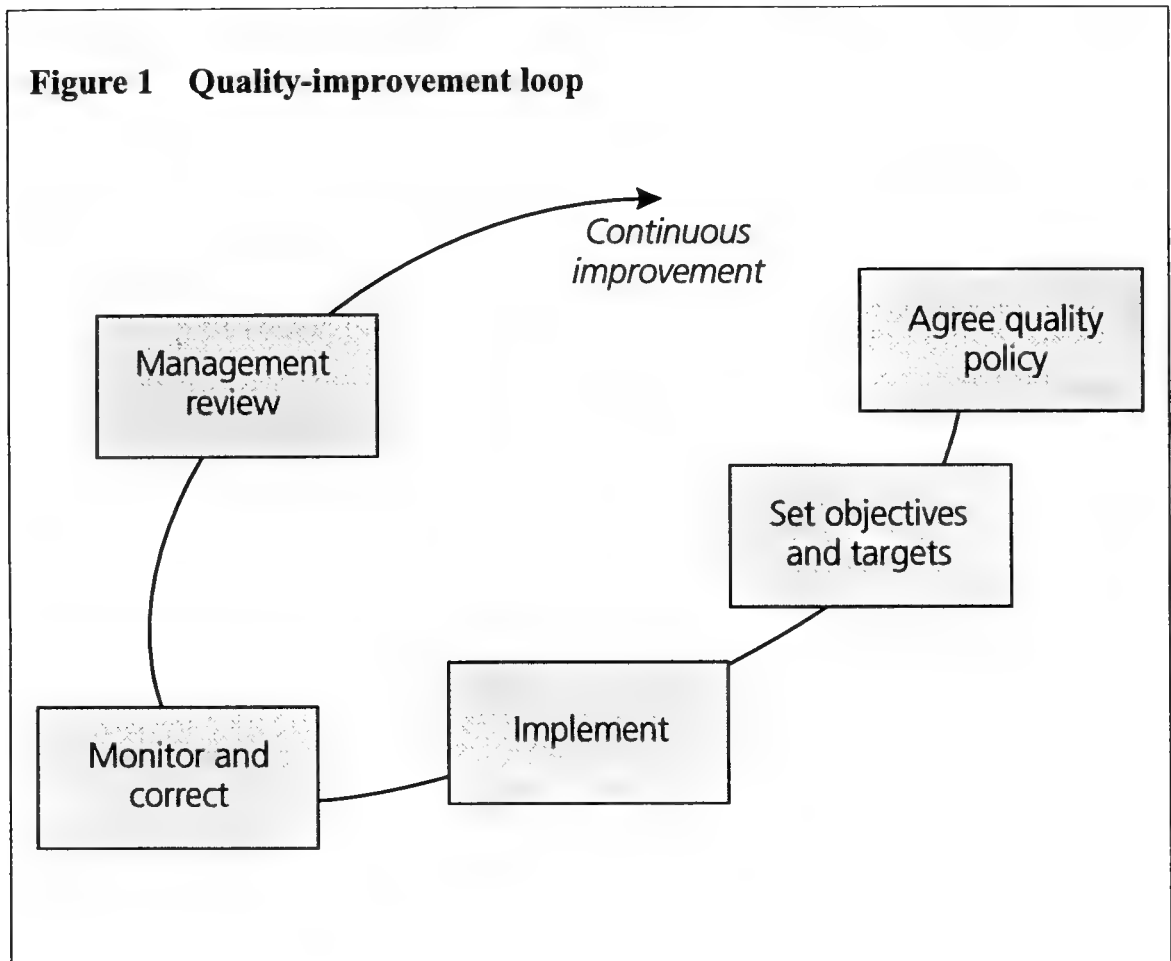 Figure 1 Quality-improvement loop
Continuous
improvement
Agree quality
policy
Management
review
Set objectives
and targets
Implement
Monitor and
correct